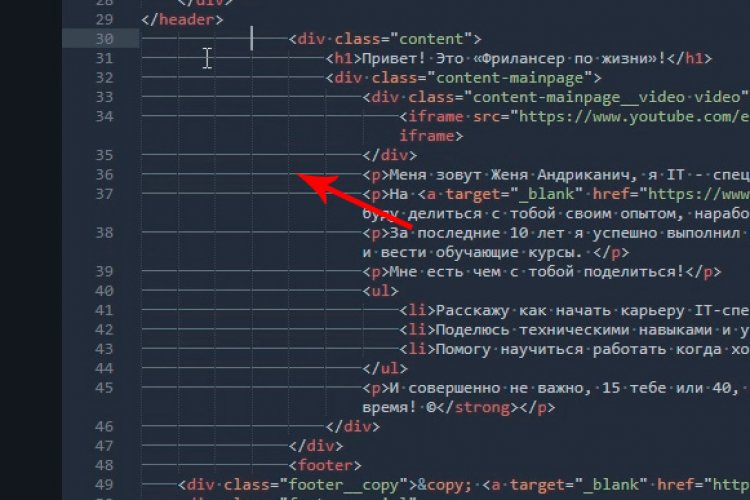 28 </div>
29 </header>
30 <div class="content">
31 <h1>Привет! Это «Фрилансер по жизни»!</h1>
32 <div class="content-mainpage">
33 <div class="content-mainpage__video video"
34 <iframe src="https://www.youtube.com/e
iframe>
35 </div>
36 <p>Меня зовут Женя Андриканич, я IT - спец
37 <p>На <a target="_blank" href="https://www
буду делиться с тобой своим опытом, нарабо
38 <p>За последние 10 лет я успешно выполнил
и вести обучающие курсы. </p>
39 <p>Мне есть чем с тобой поделиться!</p>
40 <ul>
41 <li>Расскажу как начать карьеру IT-спе
42 <li>Поделюсь техническими навыками и у
43 <li>Помогу научиться работать когда хо
44 </ul>
45 <p>И совершенно не важно, 15 тебе или 40,
время! ©</strong></p>
46 </div>
47 </div>
48 <footer>
49 <div class="footer__copy">&copy; <a target="_blank" href="http